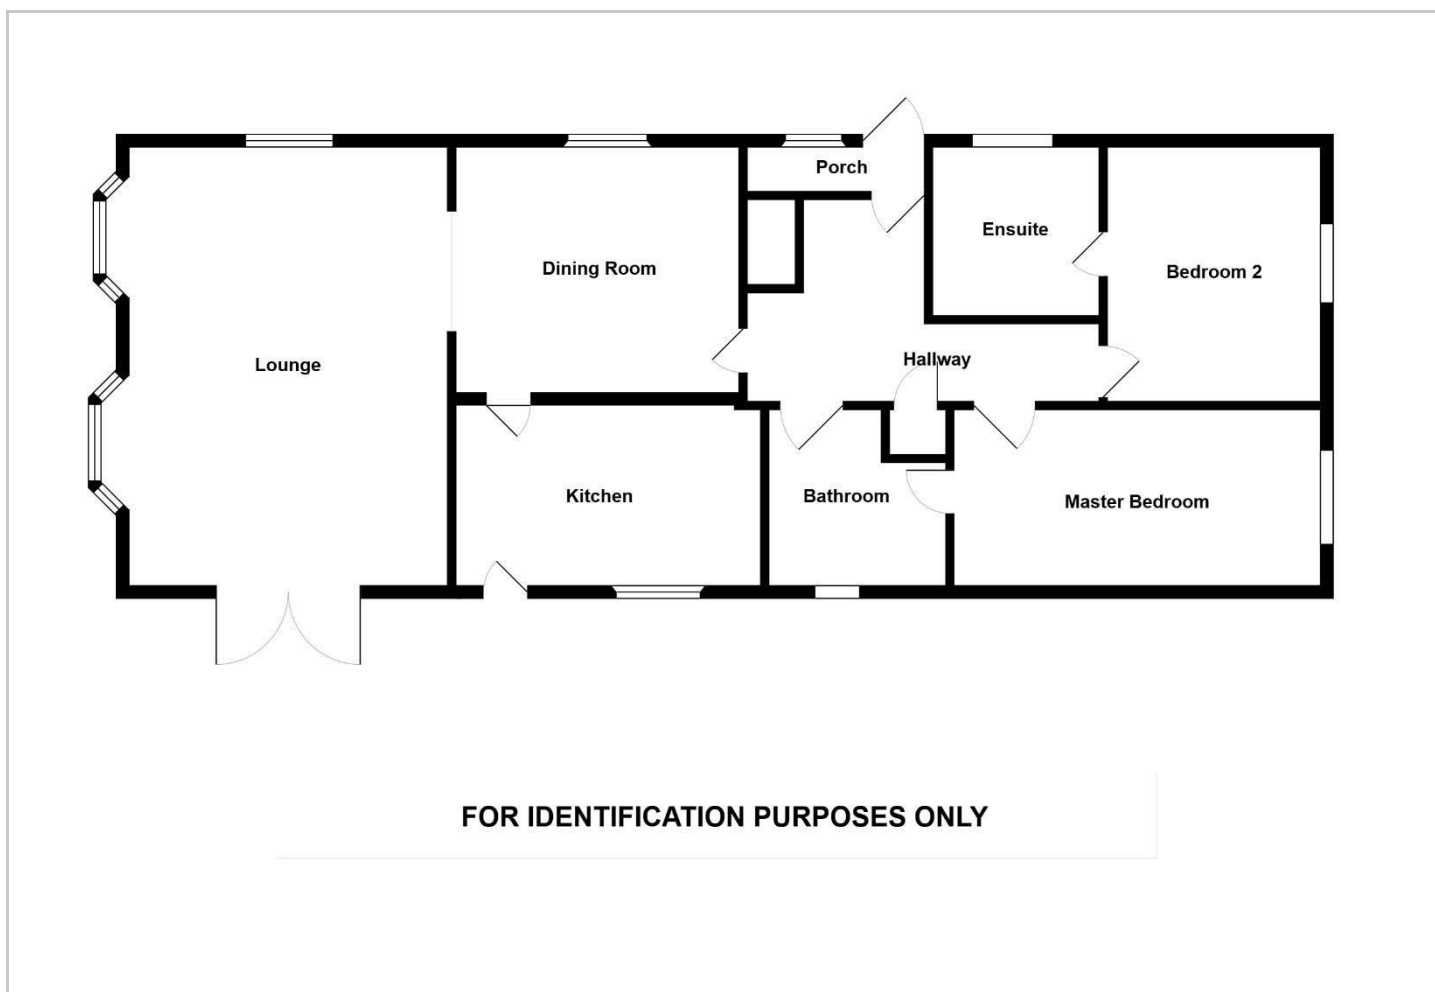 Porch
Ensuite
Dining Room
Bedroom 2
Lounge
Hallway
Kitchen
Bathroom
Master Bedroom
FOR IDENTIFICATION PURPOSES ONLY